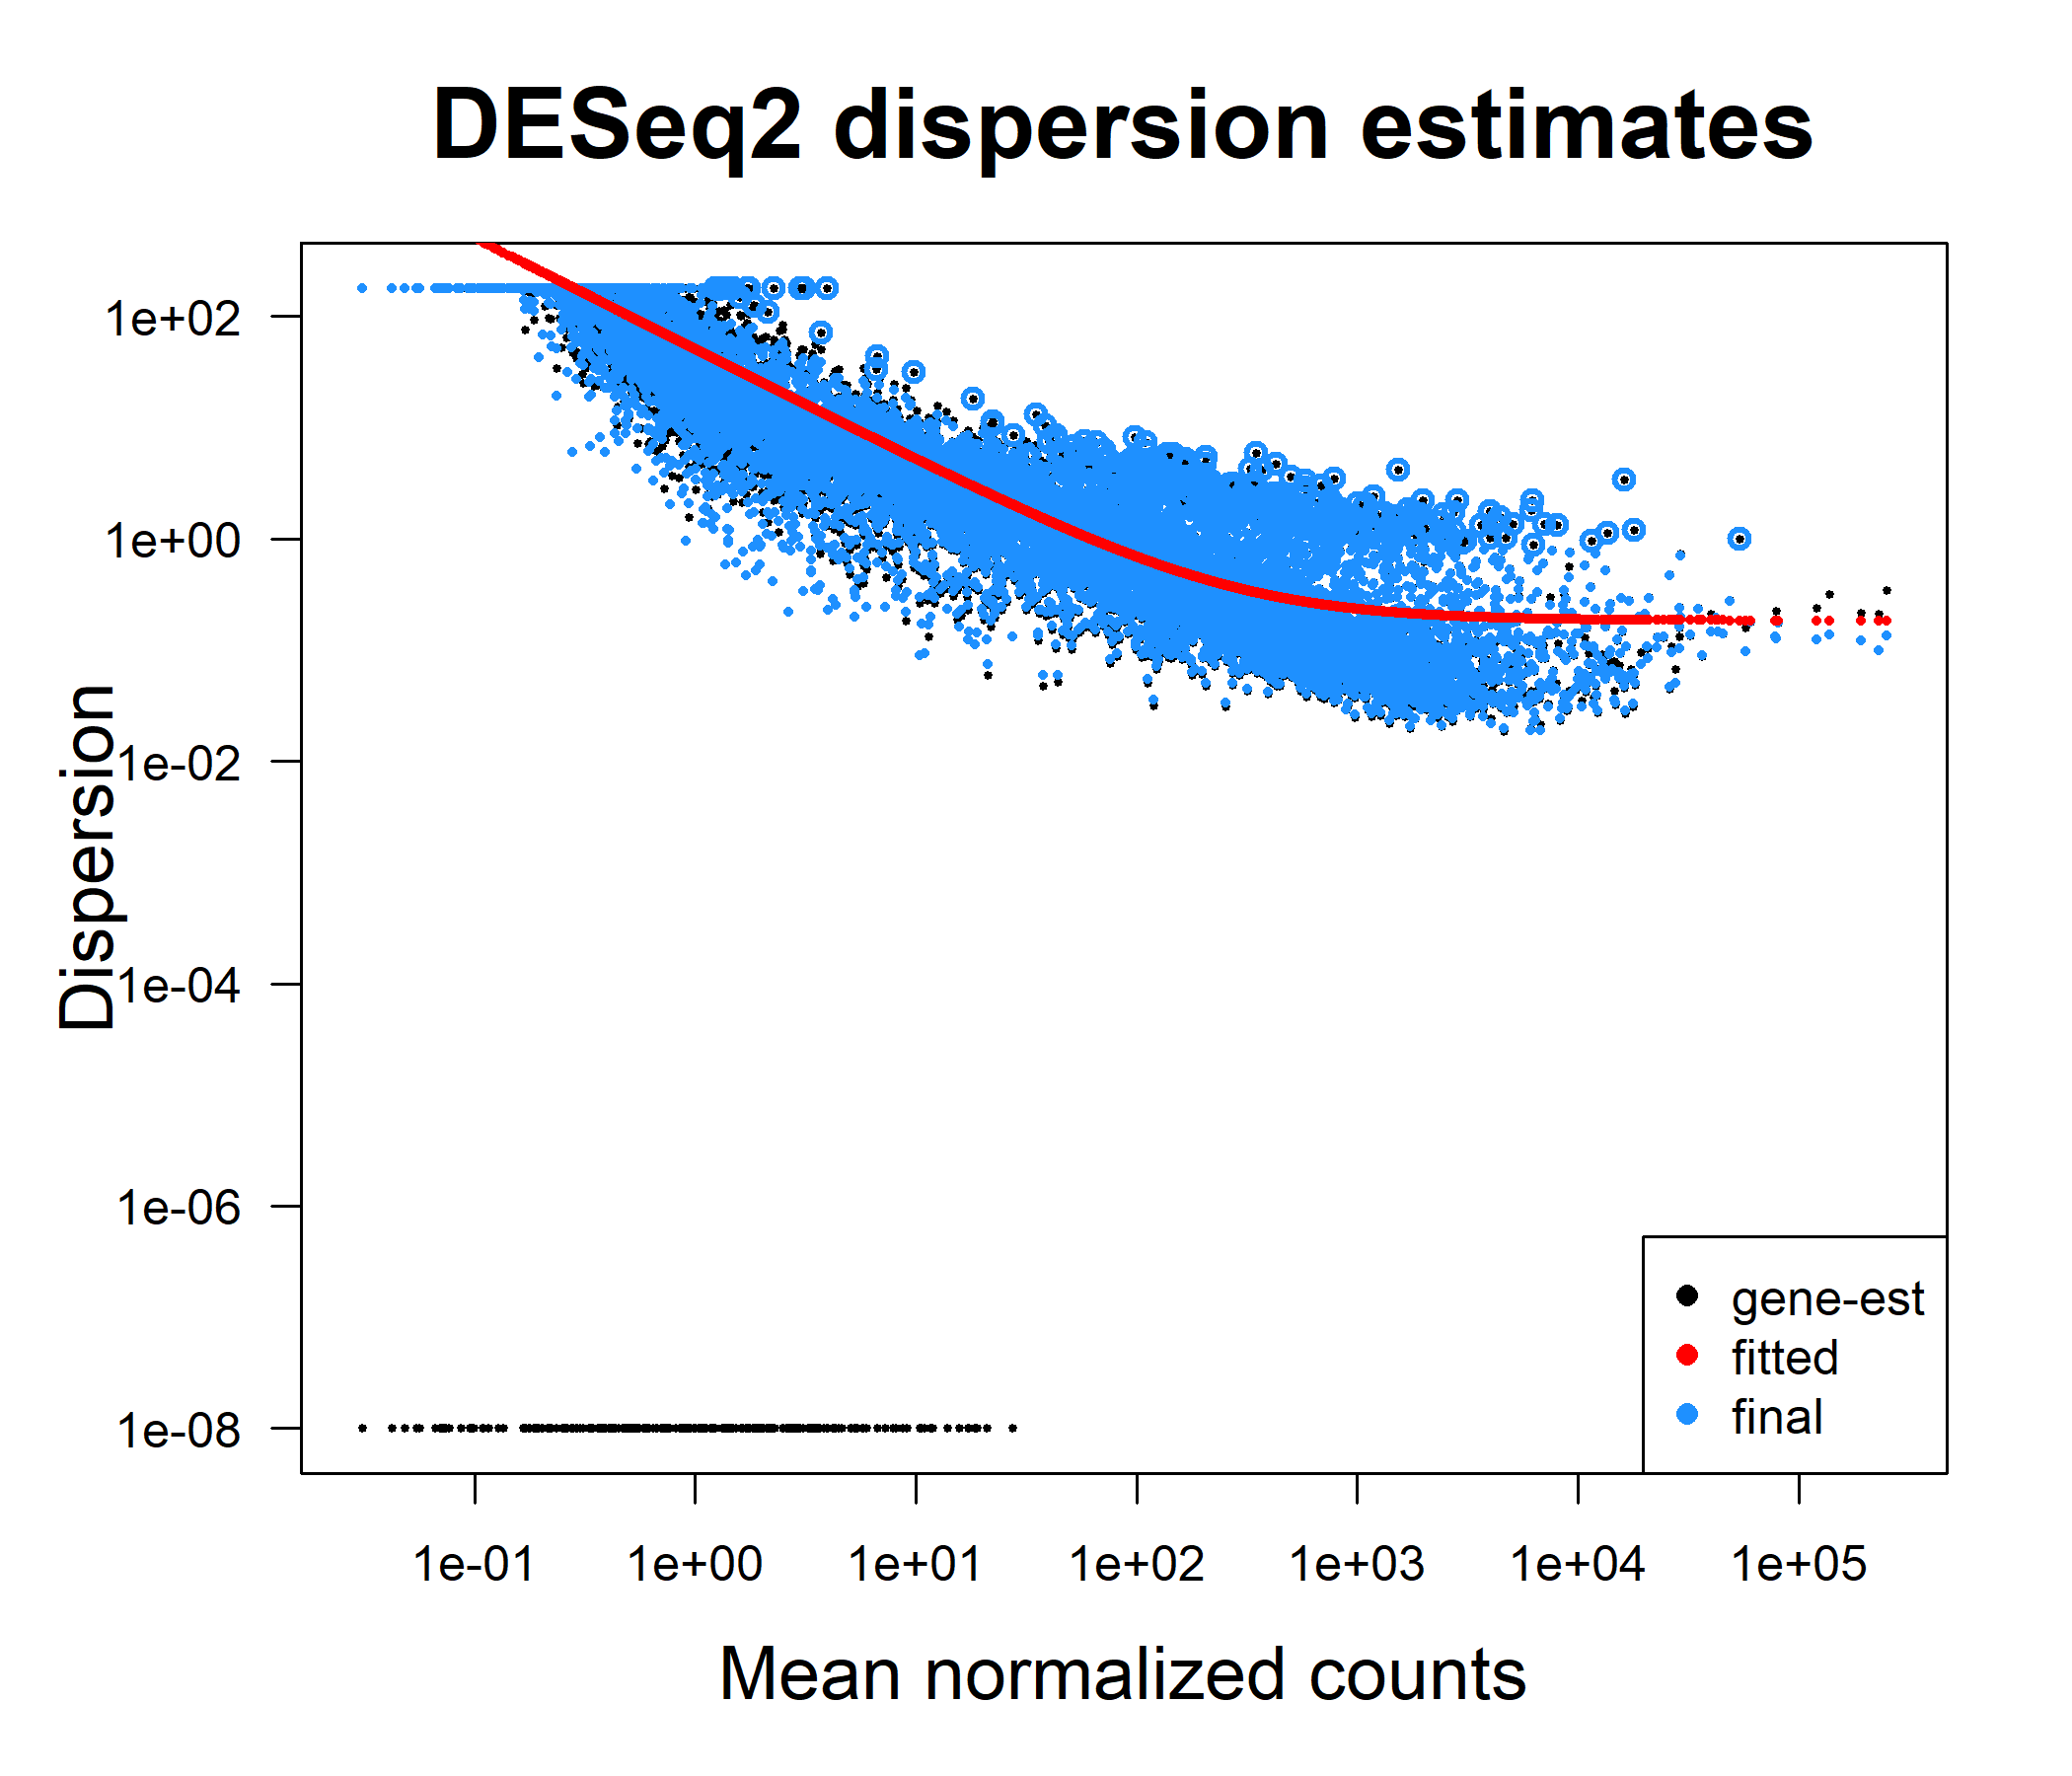 DESeq2 dispersion estimates
Dispersion
1e+02
1e+00
1e-02
1e-04
1e-06
1e-08
gene-est
fitted
final
1e-01 1e+00 1e+01 1e+02 1e+03 1e+04 1e+05
Mean normalized counts